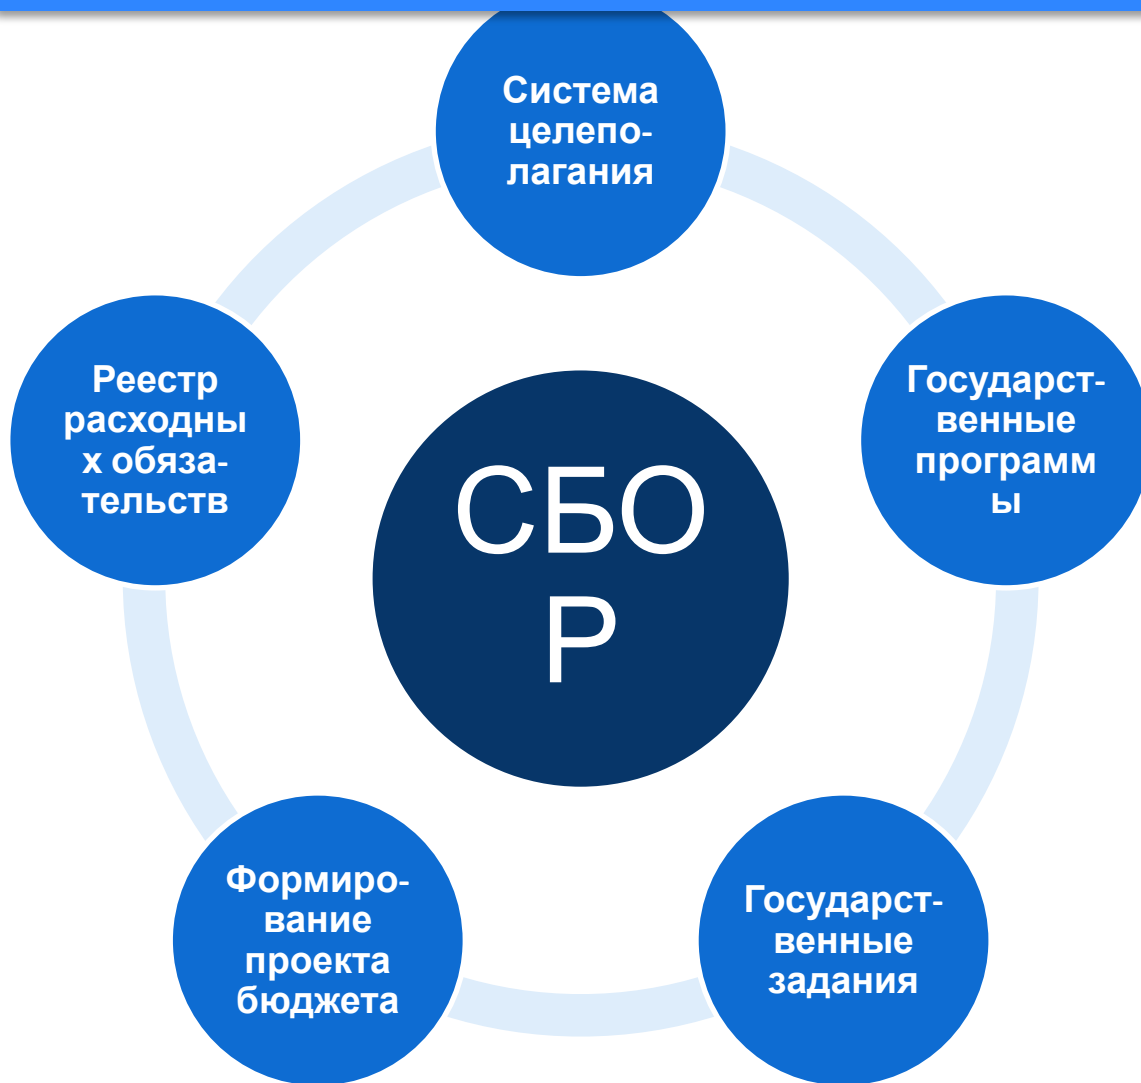 Система
целепо-
лагания
Государст-
венные
программ
ы
Государст-
венные
задания
Формиро-
вание
проекта
бюджета
Реестр
расходны
х обяза-
тельств
СБО
Р